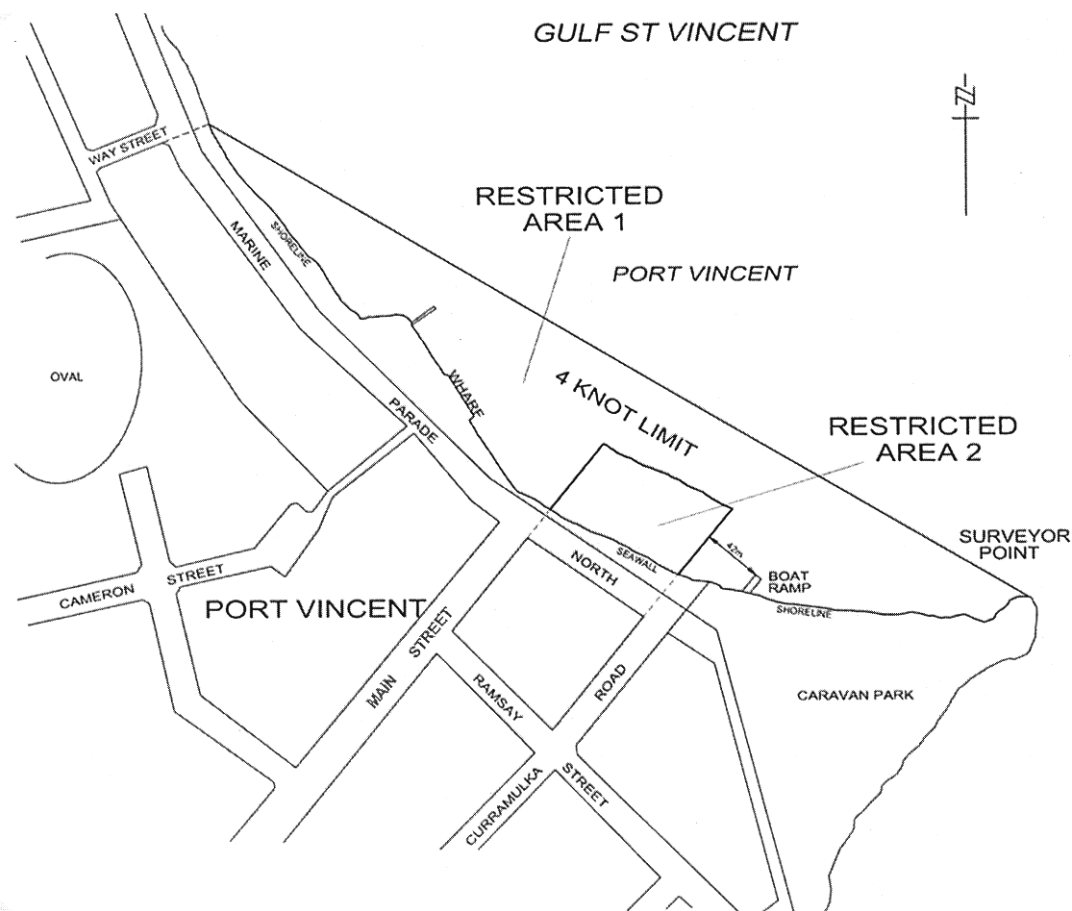 GULF ST VINCENT
N
WAY STREET
RESTRICTED
AREA 1
MARINE
SHORELINE
PORT VINCENT
OVAL
WHARF
4 KNOT LIMIT
PARADE
RESTRICTED
AREA 2
SURVEYOR
POINT
42m
SEAWALL
BOAT
RAMP
NORTH
SHORELINE
CAMERON STREET
PORT VINCENT
MAIN STREET
RAMSAY STREET
CURRAMULKA ROAD
CARAVAN PARK